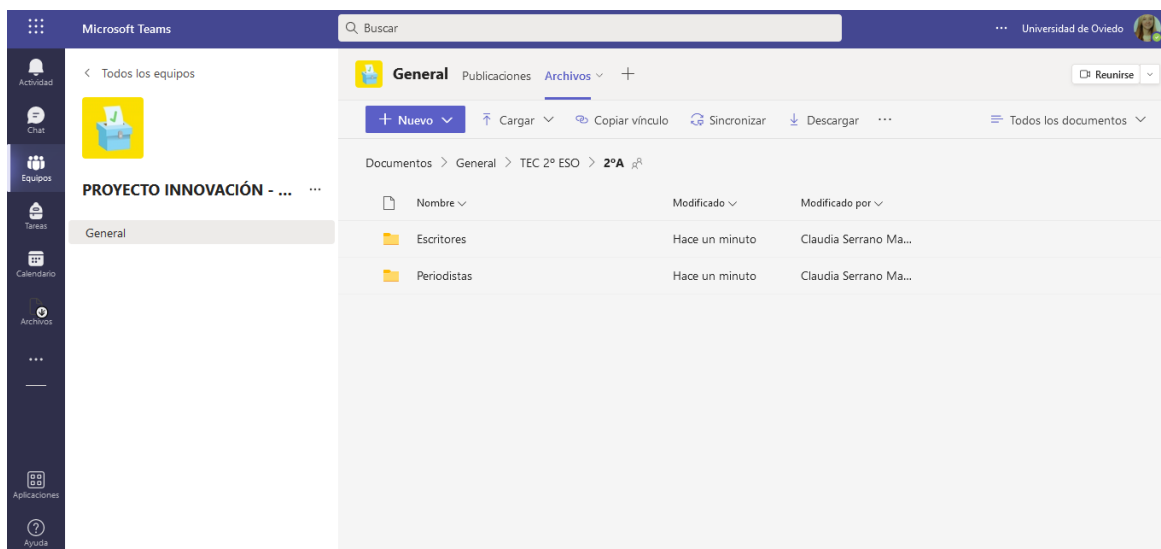 Microsoft Teams
Buscar
Universidad de Oviedo
Actividad
Chat
Equipos
Tareas
Calendario
Archivos
Aplicaciones
Ayuda
Todos los equipos
PROYECTO INNOVACIÓN - ...
General
General Publicaciones Archivos
Reunirse
Nuevo Cargar Copiar vínculo Sincronizar Descargar ... Todos los documentos
Documentos > General > TEC 2º ESO > 2ºA
Nombre Modificado Modificado por
Escritores Hace un minuto Claudia Serrano Ma...
Periodistas Hace un minuto Claudia Serrano Ma...